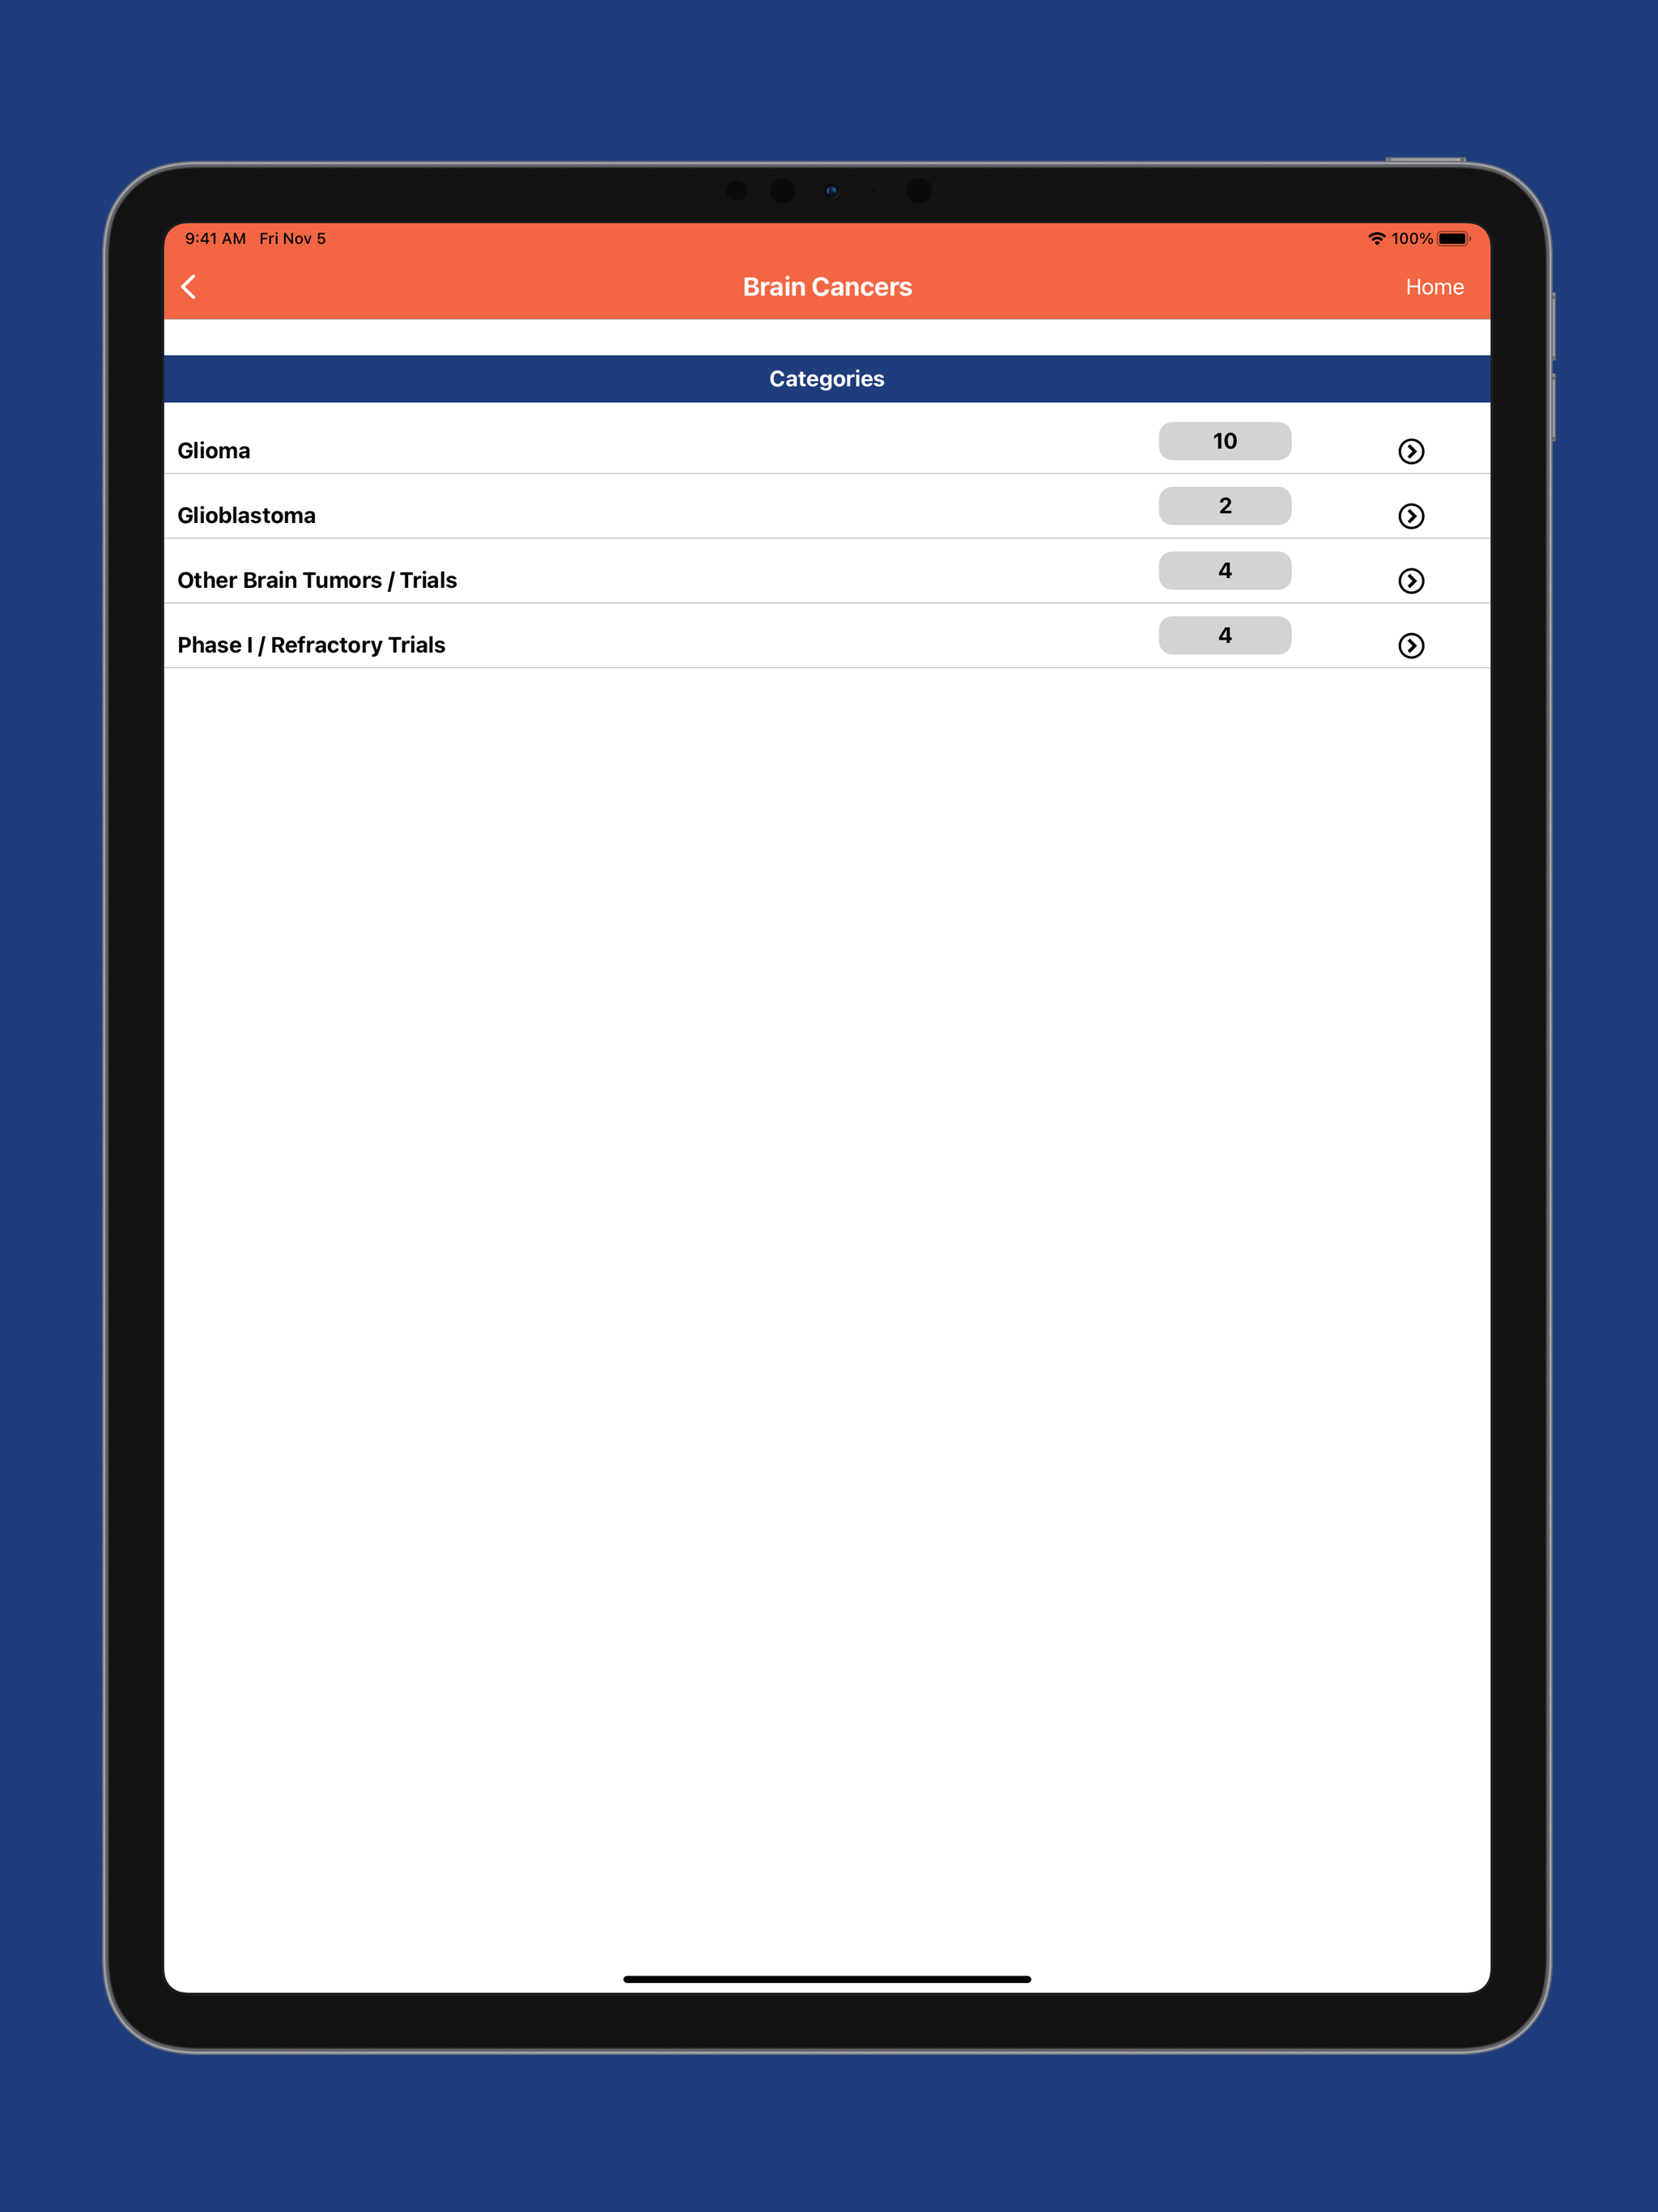 9:41 AM Fri Nov 5 100%
Brain Cancers Home
Categories
Glioma 10
Glioblastoma 2
Other Brain Tumors / Trials 4
Phase I / Refractory Trials 4